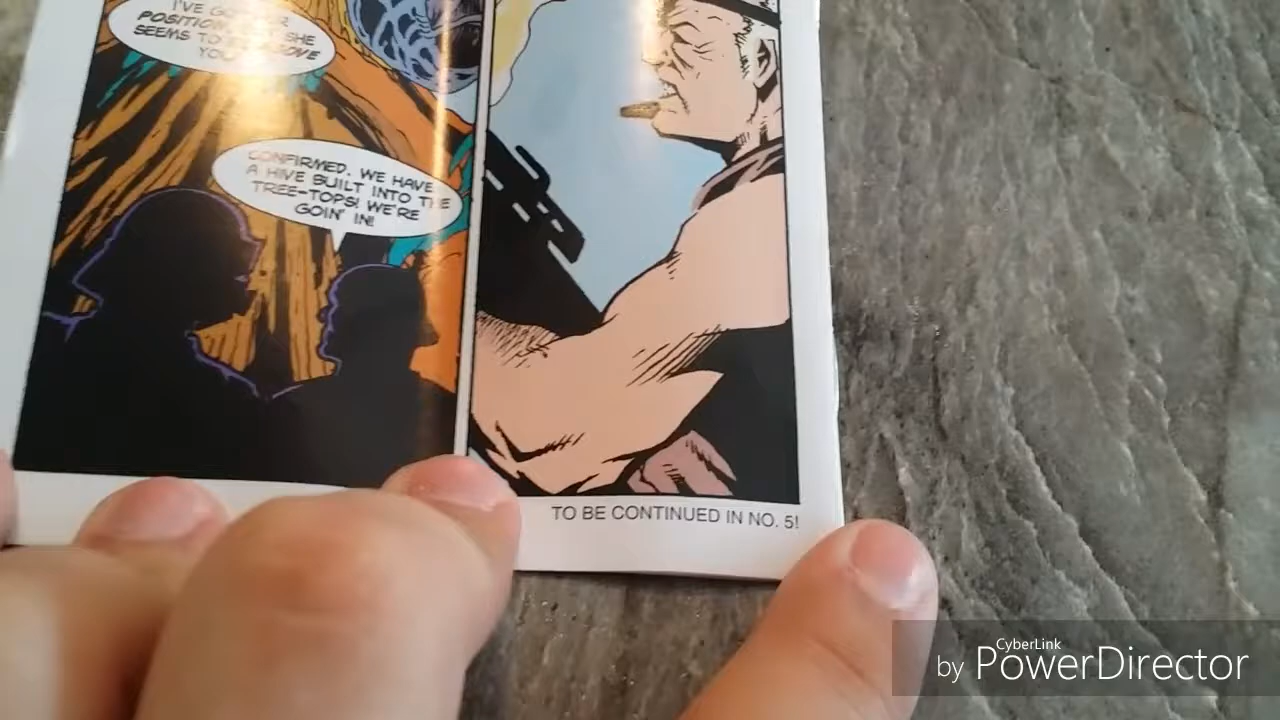 I'VE GOT
POSITION SHE
SEEMS TO
YOU
CONFIRMED. WE HAVE
A HIVE BUILT INTO THE
TREE-TOPS! WE'RE
GOIN' IN!
TO BE CONTINUED IN NO. 5!
CyberLink
by PowerDirector